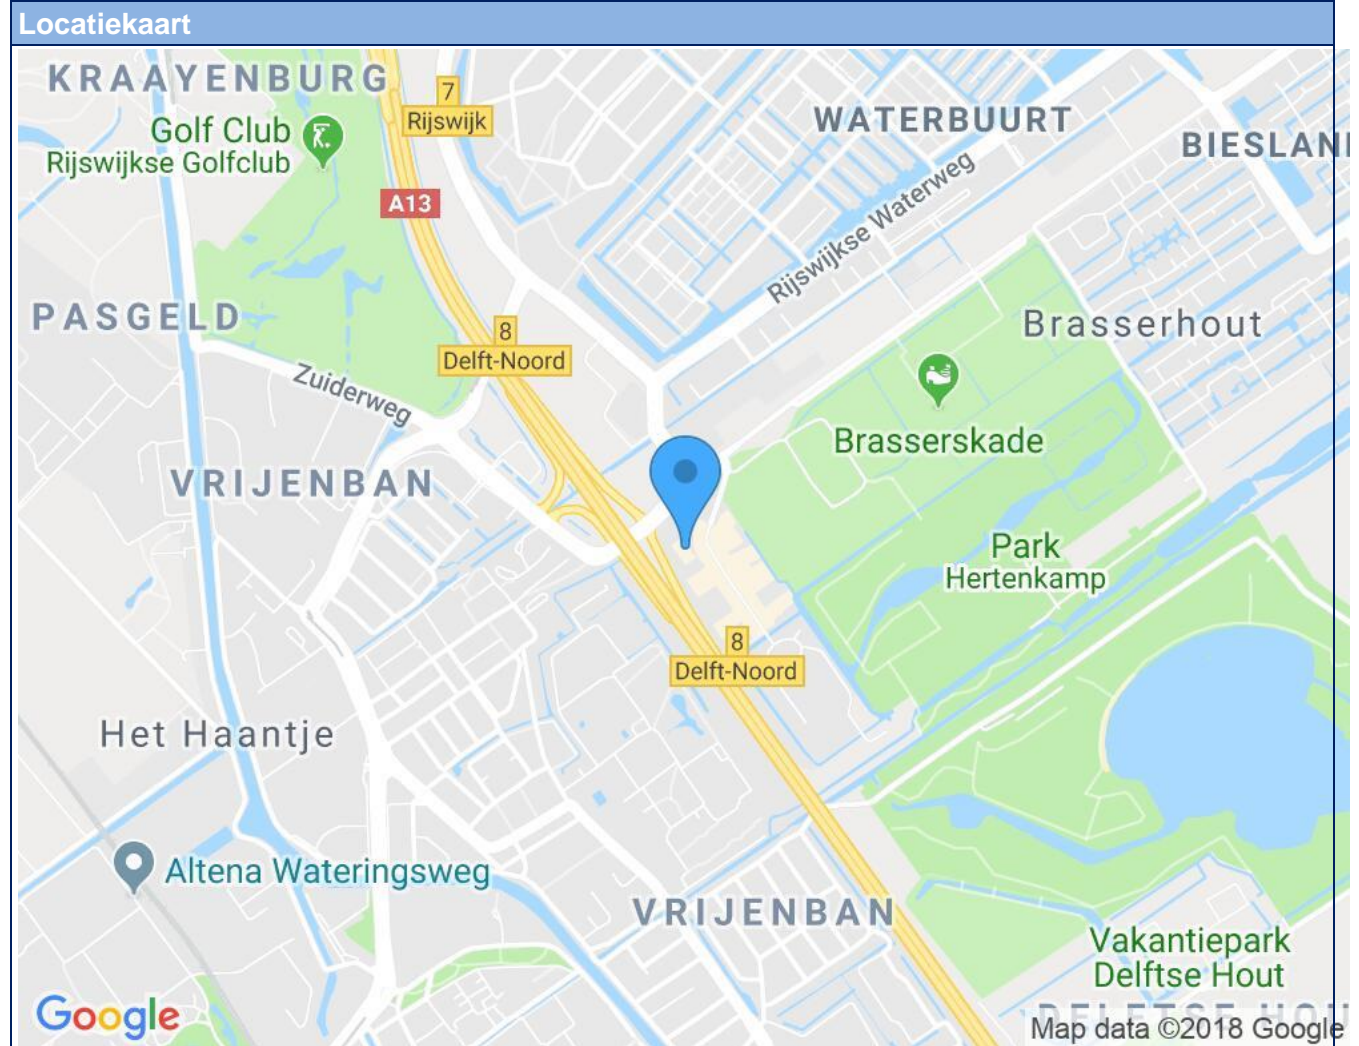 Locatiekaart
KRAAYENBURG
7
Rijswijk
Golf Club
Rijswijkse Golfclub
WATERBUURT
BIESLAN
A13
Rijswijkse Waterweg
PASGELD
8
Delft-Noord
Brasserhout
Zuiderweg
Brasserskade
VRIJENBAN
Park
Hertenkamp
8
Delft-Noord
Het Haantje
Altena Wateringsweg
VRIJENBAN
Vakantiepark
Delftse Hout
DELFTSE HOU
Google
Map data ©2018 Google